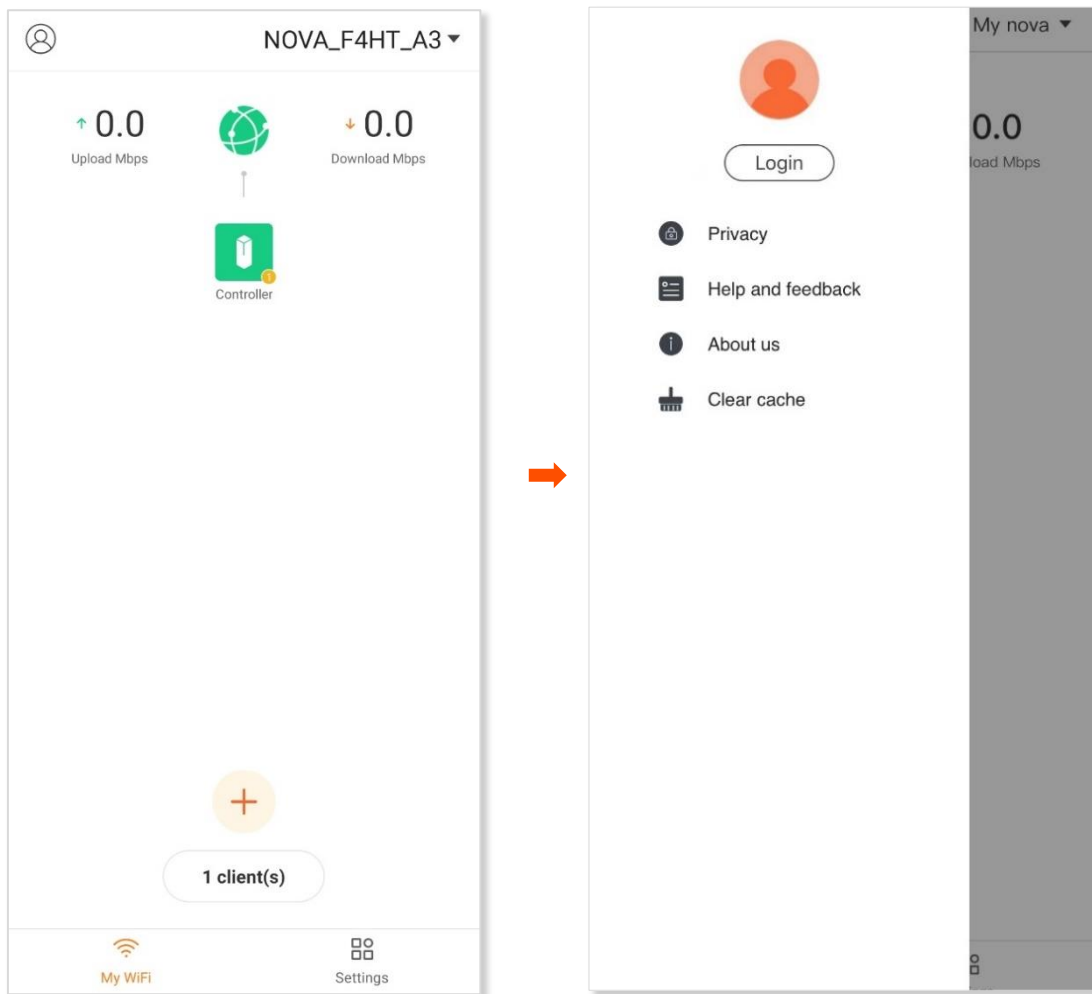 NOVA_F4HT_A3
0.0
0.0
Upload Mbps
Download Mbps
1
Controller
1 client(s)
My WiFi
Settings
My nova
0.0
load Mbps
Login
Privacy
Help and feedback
About us
Clear cache